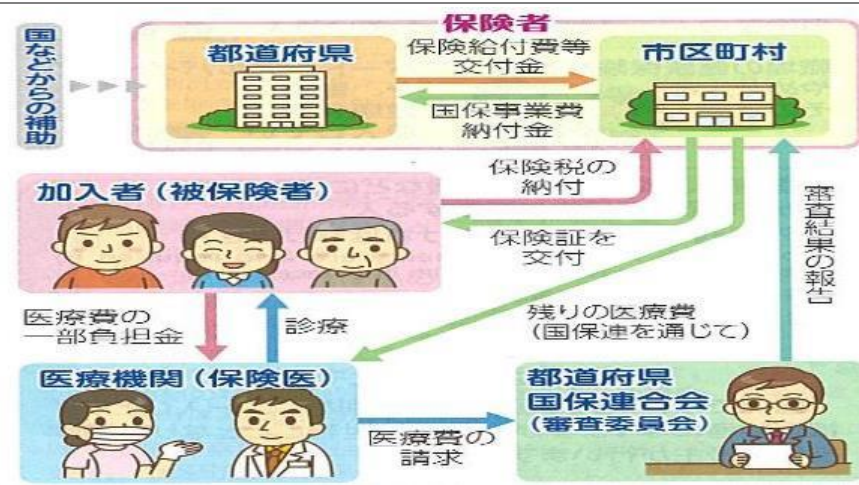 保険者
国などからの補助
都道府県
保険給付費等
交付金
市区町村
国保事業費
納付金
加入者（被保険者）
保険税の
納付
保険証を
交付
審査結果の報告
医療費の
一部負担金
診療
残りの医療費
（国保連を通じて）
医療機関（保険医）
医療費の
請求
都道府県
国保連合会
（審査委員会）